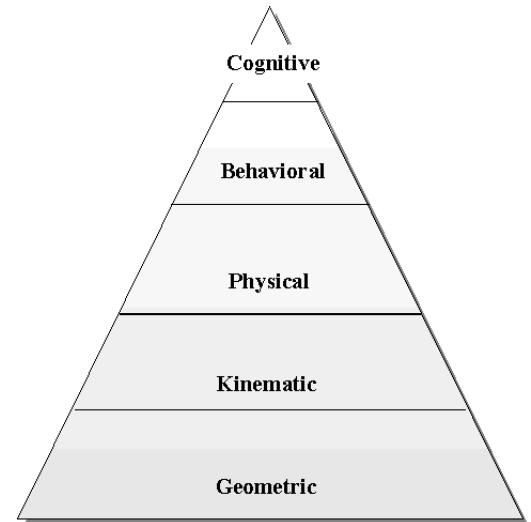 Cognitive
Behavioral
Physical
Kinematic
Geometric